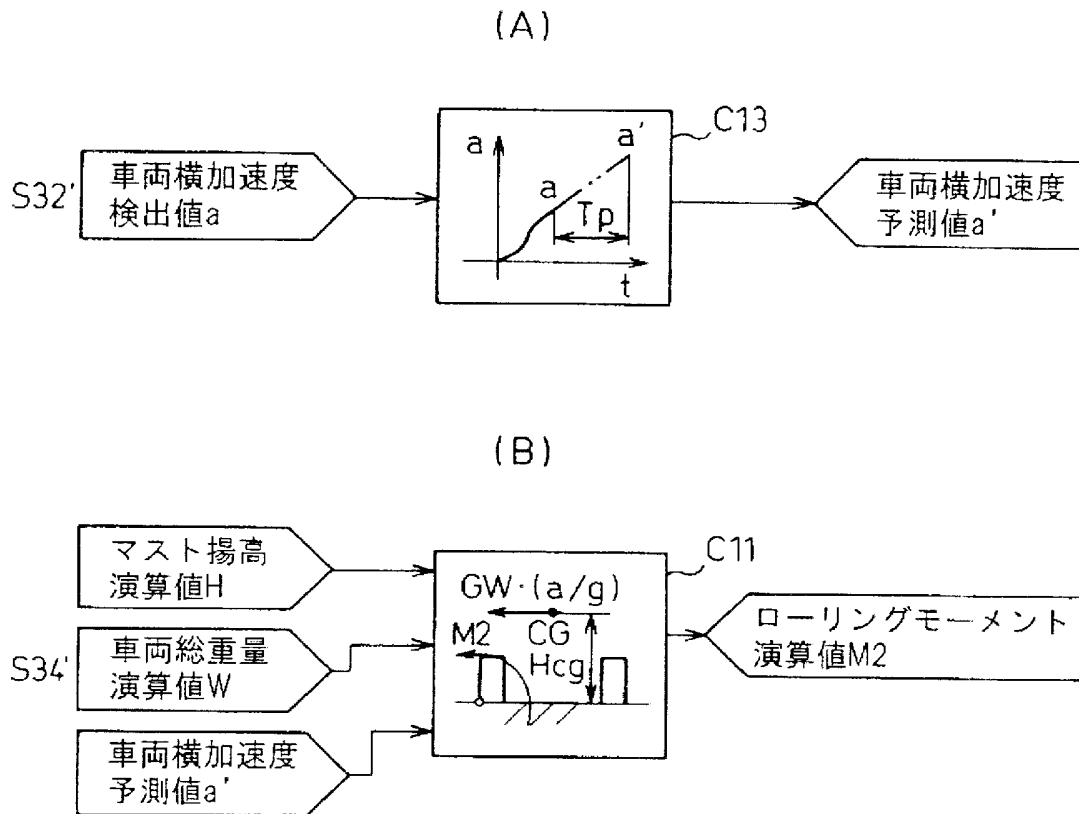 (A)
S32'
車両横加速度
検出値a
a
a'
a
Tp
t
C13
車両横加速度
予測値a'
(B)
マスト揚高
演算値H
S34'
車両総重量
演算値W
車両横加速度
予測値a'
C11
GW·(a/g)
M2
CG
Hcg
ローリングモーメント
演算値M2